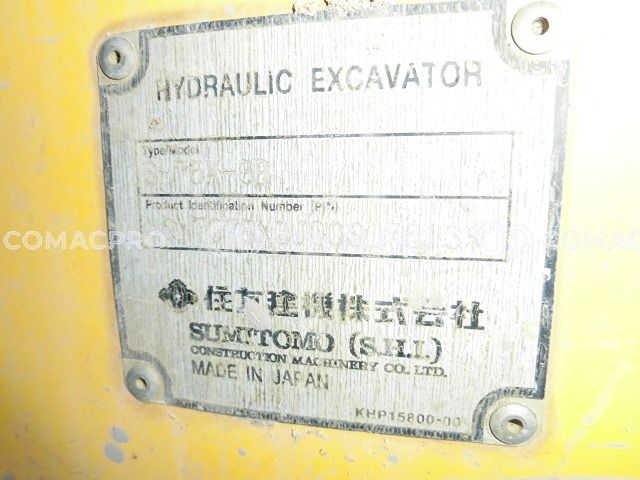 HYDRAULIC EXCAVATOR
Type/Model
Product Identification Number (PIN)
COMACPRO
住友建機株式会社
SUMITOMO (S.H.I.)
CONSTRUCTION MACHINERY CO., LTD.
MADE IN JAPAN
KHP15800-00